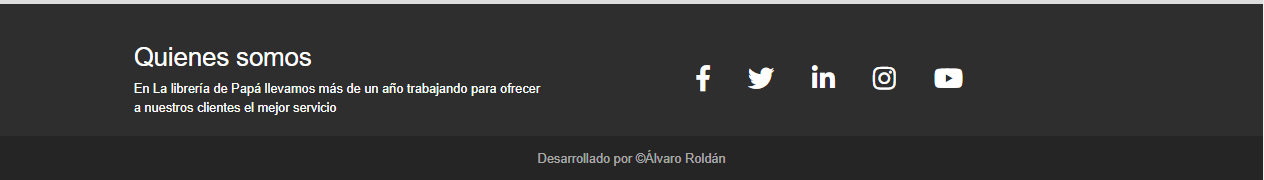 Quienes somos
En La librería de Papá llevamos más de un año trabajando para ofrecer
a nuestros clientes el mejor servicio
Desarrollado por ©Álvaro Roldán